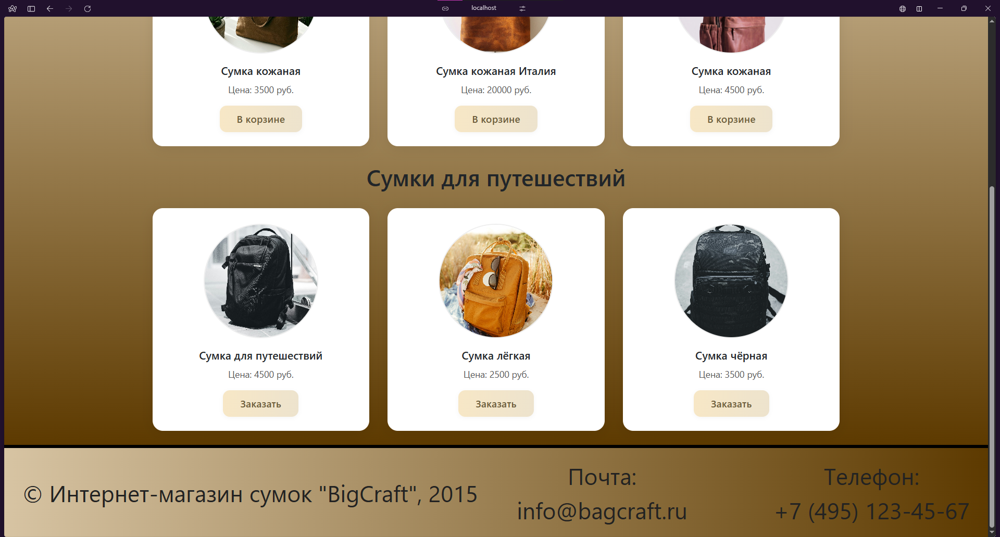 localhost
Сумка кожаная
Цена: 3500 руб.
В корзине
Сумка кожаная Италия
Цена: 20000 руб.
В корзине
Сумка кожаная
Цена: 4500 руб.
В корзине
Сумки для путешествий
Сумка для путешествий
Цена: 4500 руб.
Заказать
Сумка лёгкая
Цена: 2500 руб.
Заказать
Сумка чёрная
Цена: 3500 руб.
Заказать
© Интернет-магазин сумок "BigCraft", 2015
Почта:
info@bagcraft.ru
Телефон:
+7 (495) 123-45-67